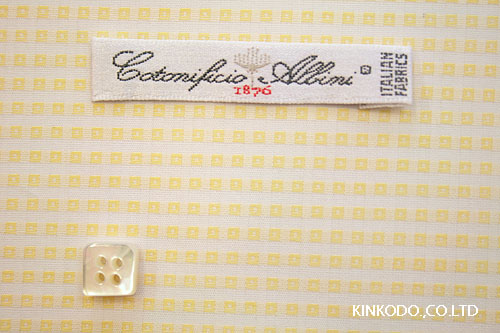 Cotonificio Albini ®
1876
ITALIAN
FABRICS
KINKODO,CO.LTD